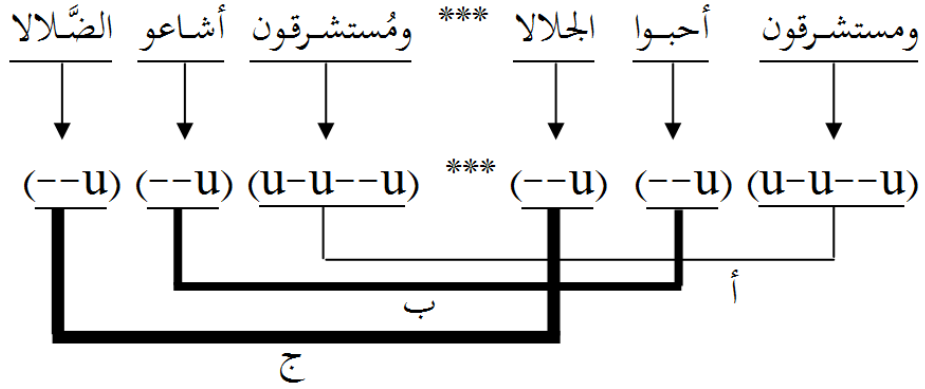 ومستشرقون أحبوا الجلالا *** ومُستشرقون أشاعو الضَّلالا
(u-u--u) (--u) (--u) *** (u-u--u) (--u) (--u)
أ
ب
ج